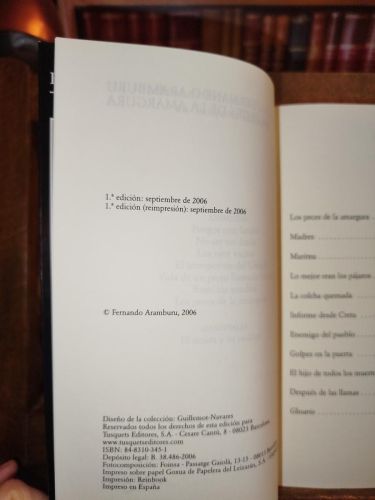 1.ª edición: septiembre de 2006
1.ª edición (reimpresión): septiembre de 2006
© Fernando Aramburu, 2006
Diseño de la colección: Guillemot-Navares
Reservados todos los derechos de esta edición para
Tusquets Editores, S.A. - Cesare Cantù, 8 - 08023 Barcelona
www.tusquetseditores.com
ISBN: 84-8310-345-1
Depósito legal: B. 38.486-2006
Fotocomposición: Foinsa - Passatge Gaiolà, 13-15 - 08013 Barcelona
Impreso sobre papel Goxua de Papelera del Leizarán, S.A.
Impresión: Reinbook
Impreso en España
Los peces de la amargura
Madres
Maritxu
Lo mejor eran los pájaros
La colcha quemada
Informe desde Creta
Enemigo del pueblo
Golpes en la puerta
El hijo de todos los muertos
Después de las llamas
Glosario